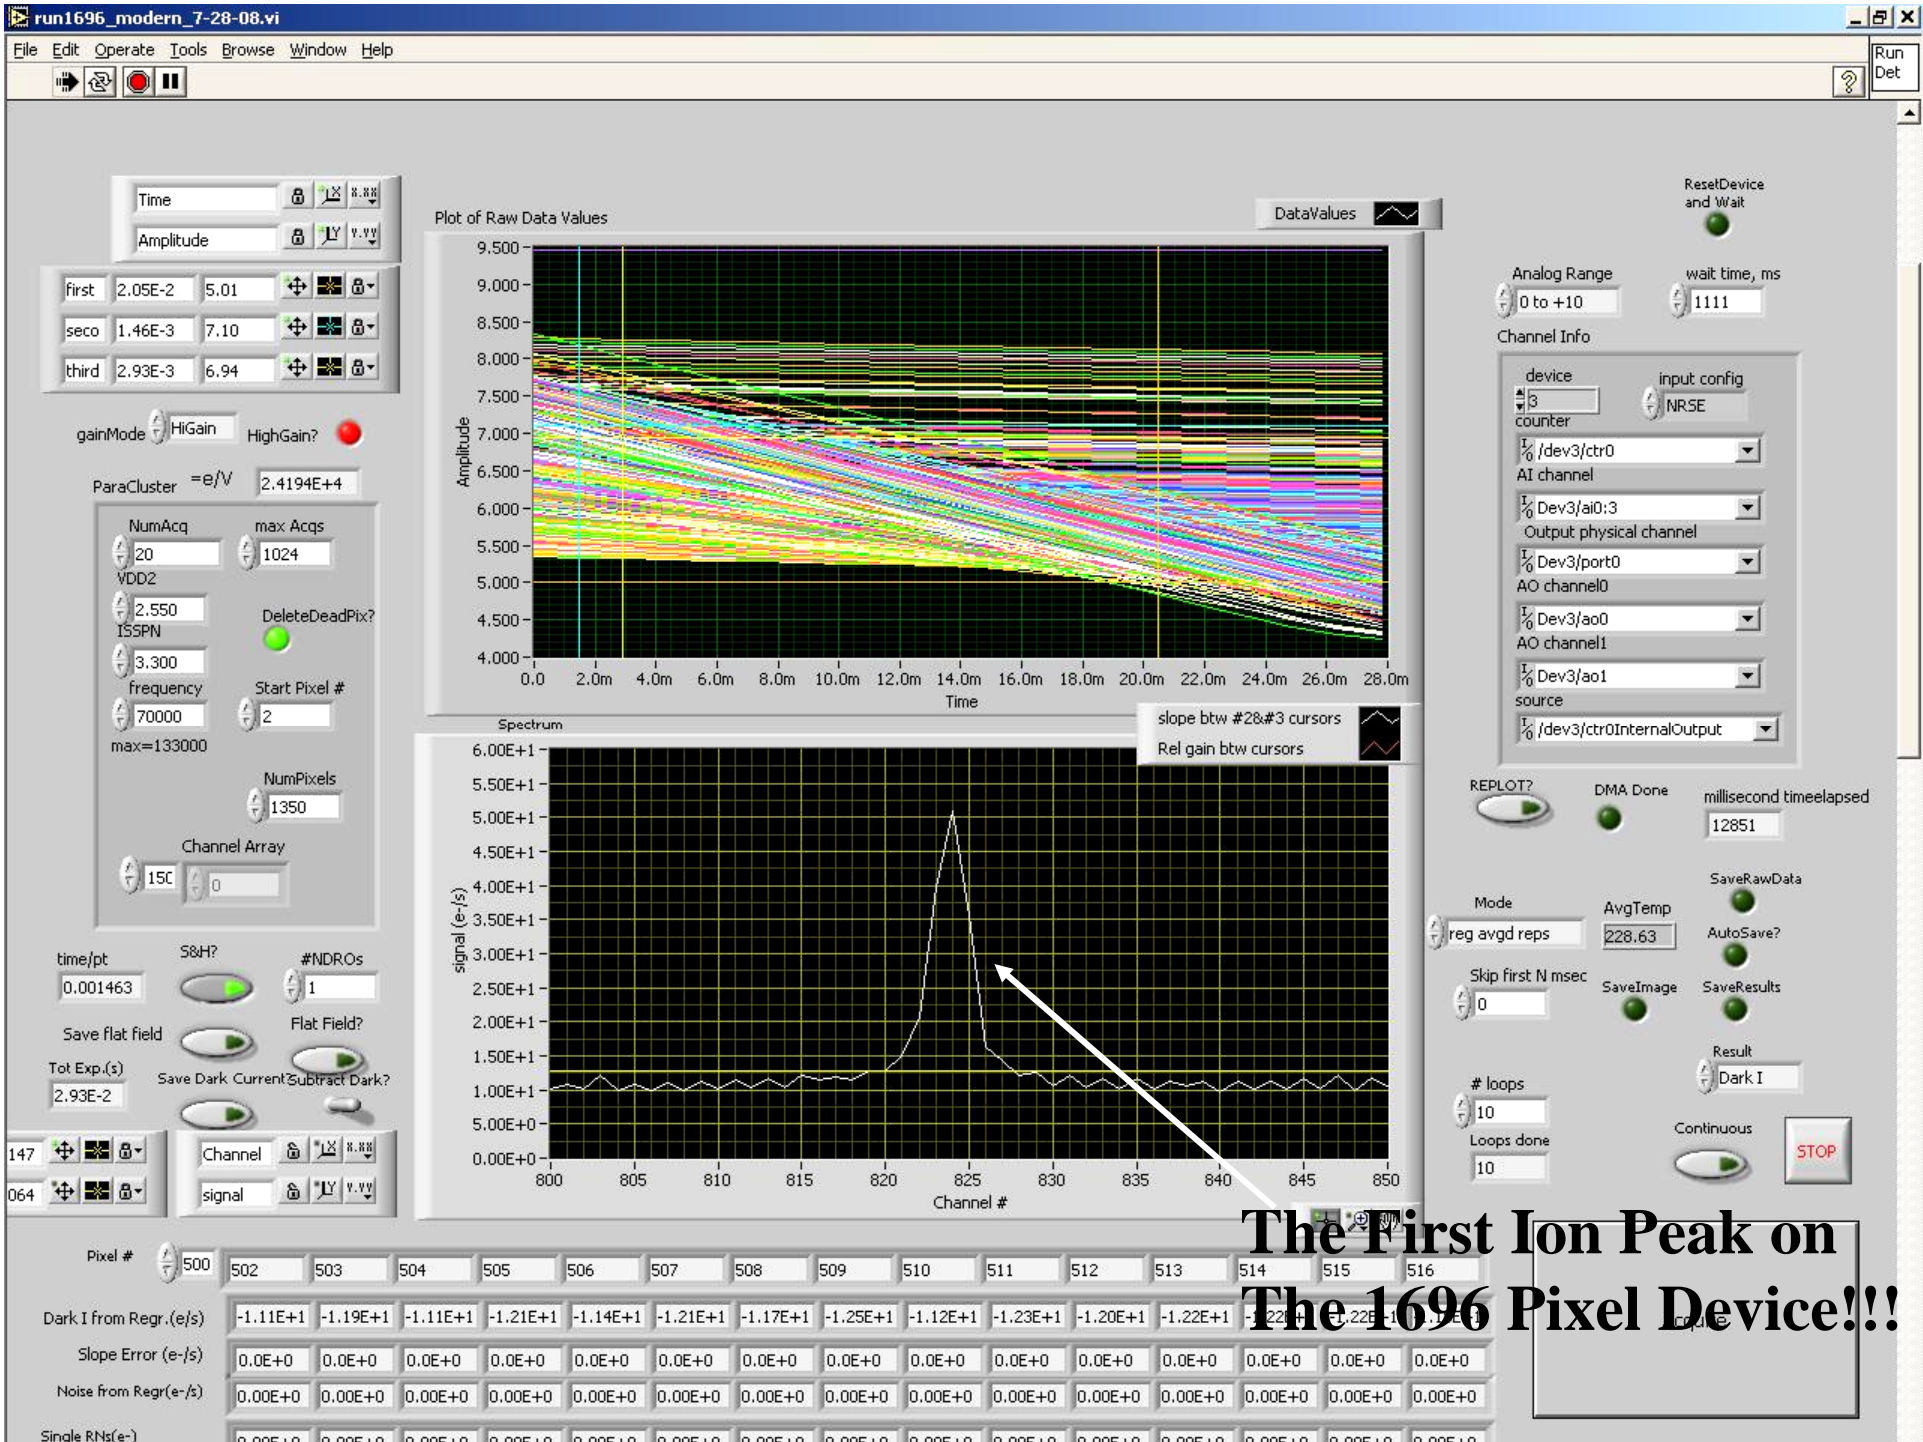 run1696_modern_7-28-08.vi
File Edit Operate Tools Browse Window Help
Run
Det
Time
Amplitude
first 2.05E-2 5.01
seco 1.46E-3 7.10
third 2.93E-3 6.94
gainMode HiGain HighGain?
ParaCluster =e/V 2.4194E+4
NumAcq max Acqs
20 1024
VDD2
2.550
DeleteDeadPix?
ISSPN
3.300
frequency Start Pixel #
70000 2
max=133000
NumPixels
1350
Channel Array
15 0
time/pt S&H? #NDROs
0.001463 1
Save flat field Flat Field?
Tot Exp.(s)
2.93E-2
Save Dark Current? Subtract Dark?
147
Channel
064
signal
Plot of Raw Data Values
DataValues
Amplitude
9.500
9.000
8.500
8.000
7.500
7.000
6.500
6.000
5.500
5.000
4.500
4.000
0.0 2.0m 4.0m 6.0m 8.0m 10.0m 12.0m 14.0m 16.0m 18.0m 20.0m 22.0m 24.0m 26.0m 28.0m
Time
Spectrum
slope btw #2&#3 cursors
Rel gain btw cursors
signal (e-/s)
6.00E+1
5.50E+1
5.00E+1
4.50E+1
4.00E+1
3.50E+1
3.00E+1
2.50E+1
2.00E+1
1.50E+1
1.00E+1
5.00E+0
0.00E+0
800 805 810 815 820 825 830 835 840 845 850
Channel #
ResetDevice
and Wait
Analog Range wait time, ms
0 to +10 1111
Channel Info
device input config
3 NRSE
counter
/dev3/ctr0
AI channel
Dev3/ai0:3
Output physical channel
Dev3/port0
AO channel0
Dev3/ao0
AO channel1
Dev3/ao1
source
/dev3/ctr0InternalOutput
REPLOT? DMA Done millisecond timeelapsed
12851
SaveRawData
Mode AvgTemp
reg avgd reps 228.63
AutoSave?
Skip first N msec
0
SaveImage SaveResults
Result
Dark I
# loops
10
Loops done
10
Continuous
STOP
The First Ion Peak on
The 1696 Pixel Device!!!
Pixel # 500 502 503 504 505 506 507 508 509 510 511 512 513 514 515 516
Dark I from Regr.(e/s) -1.11E+1 -1.19E+1 -1.11E+1 -1.21E+1 -1.14E+1 -1.21E+1 -1.17E+1 -1.25E+1 -1.12E+1 -1.23E+1 -1.20E+1 -1.22E+1
Slope Error (e-/s) 0.0E+0 0.0E+0 0.0E+0 0.0E+0 0.0E+0 0.0E+0 0.0E+0 0.0E+0 0.0E+0 0.0E+0 0.0E+0 0.0E+0 0.0E+0 0.0E+0 0.0E+0
Noise from Regr(e-/s) 0.00E+0 0.00E+0 0.00E+0 0.00E+0 0.00E+0 0.00E+0 0.00E+0 0.00E+0 0.00E+0 0.00E+0 0.00E+0 0.00E+0 0.00E+0 0.00E+0 0.00E+0
Single RNs(e-)